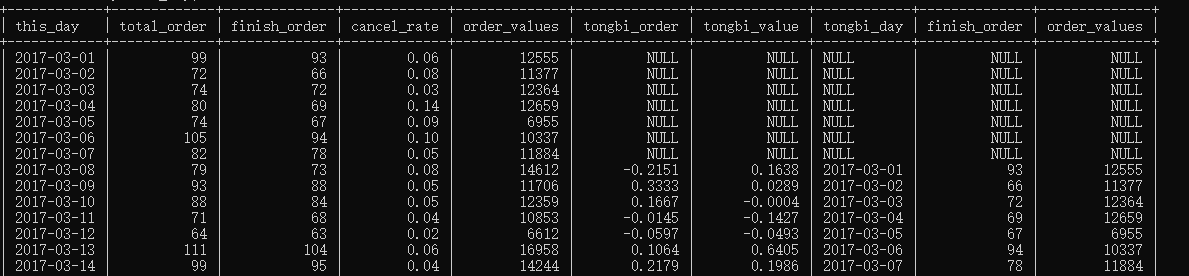 this_day | total_order | finish_order | cancel_rate | order_values | tongbi_order | tongbi_value | tongbi_day | finish_order | order_values
2017-03-01 | 99 | 93 | 0.06 | 12555 | NULL | NULL | NULL | NULL | NULL
2017-03-02 | 72 | 66 | 0.08 | 11377 | NULL | NULL | NULL | NULL | NULL
2017-03-03 | 74 | 72 | 0.03 | 12364 | NULL | NULL | NULL | NULL | NULL
2017-03-04 | 80 | 69 | 0.14 | 12659 | NULL | NULL | NULL | NULL | NULL
2017-03-05 | 74 | 67 | 0.09 | 6955 | NULL | NULL | NULL | NULL | NULL
2017-03-06 | 105 | 94 | 0.10 | 10337 | NULL | NULL | NULL | NULL | NULL
2017-03-07 | 82 | 78 | 0.05 | 11884 | NULL | NULL | NULL | NULL | NULL
2017-03-08 | 79 | 73 | 0.08 | 14612 | -0.2151 | 0.1638 | 2017-03-01 | 93 | 12555
2017-03-09 | 93 | 88 | 0.05 | 11706 | 0.3333 | 0.0289 | 2017-03-02 | 66 | 11377
2017-03-10 | 88 | 84 | 0.05 | 12359 | 0.1667 | -0.0004 | 2017-03-03 | 72 | 12364
2017-03-11 | 71 | 68 | 0.04 | 10853 | -0.0145 | -0.1427 | 2017-03-04 | 69 | 12659
2017-03-12 | 64 | 63 | 0.02 | 6612 | -0.0597 | -0.0493 | 2017-03-05 | 67 | 6955
2017-03-13 | 111 | 104 | 0.06 | 16958 | 0.1064 | 0.6405 | 2017-03-06 | 94 | 10337
2017-03-14 | 99 | 95 | 0.04 | 14244 | 0.2179 | 0.1986 | 2017-03-07 | 78 | 11884